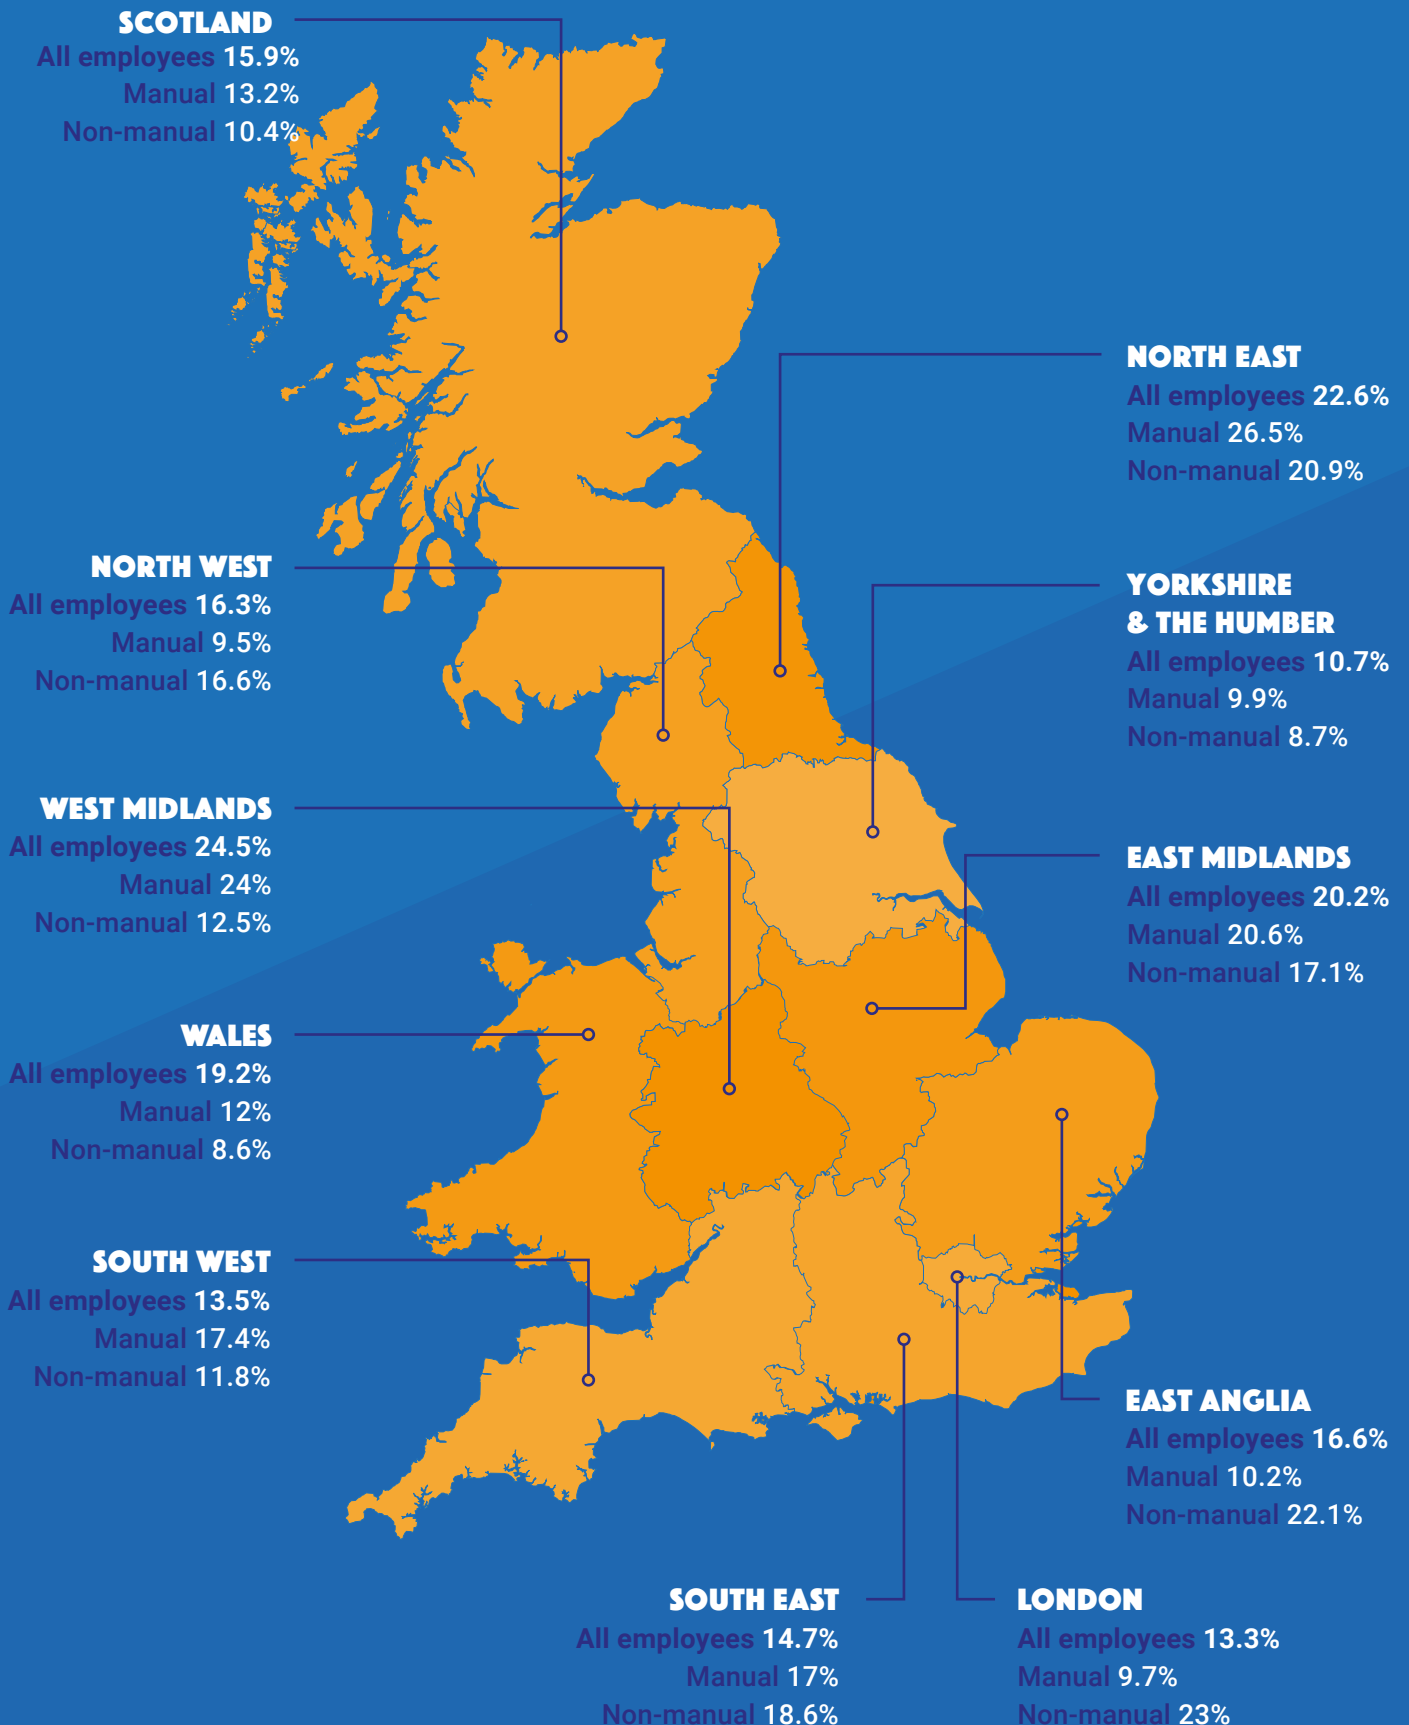 SCOTLAND
All employees 15.9%
Manual 13.2%
Non-manual 10.4%
NORTH EAST
All employees 22.6%
Manual 26.5%
Non-manual 20.9%
NORTH WEST
All employees 16.3%
Manual 9.5%
Non-manual 16.6%
YORKSHIRE
& THE HUMBER
All employees 10.7%
Manual 9.9%
Non-manual 8.7%
WEST MIDLANDS
All employees 24.5%
Manual 24%
Non-manual 12.5%
EAST MIDLANDS
All employees 20.2%
Manual 20.6%
Non-manual 17.1%
WALES
All employees 19.2%
Manual 12%
Non-manual 8.6%
SOUTH WEST
All employees 13.5%
Manual 17.4%
Non-manual 11.8%
EAST ANGLIA
All employees 16.6%
Manual 10.2%
Non-manual 22.1%
SOUTH EAST
All employees 14.7%
Manual 17%
Non-manual 18.6%
LONDON
All employees 13.3%
Manual 9.7%
Non-manual 23%